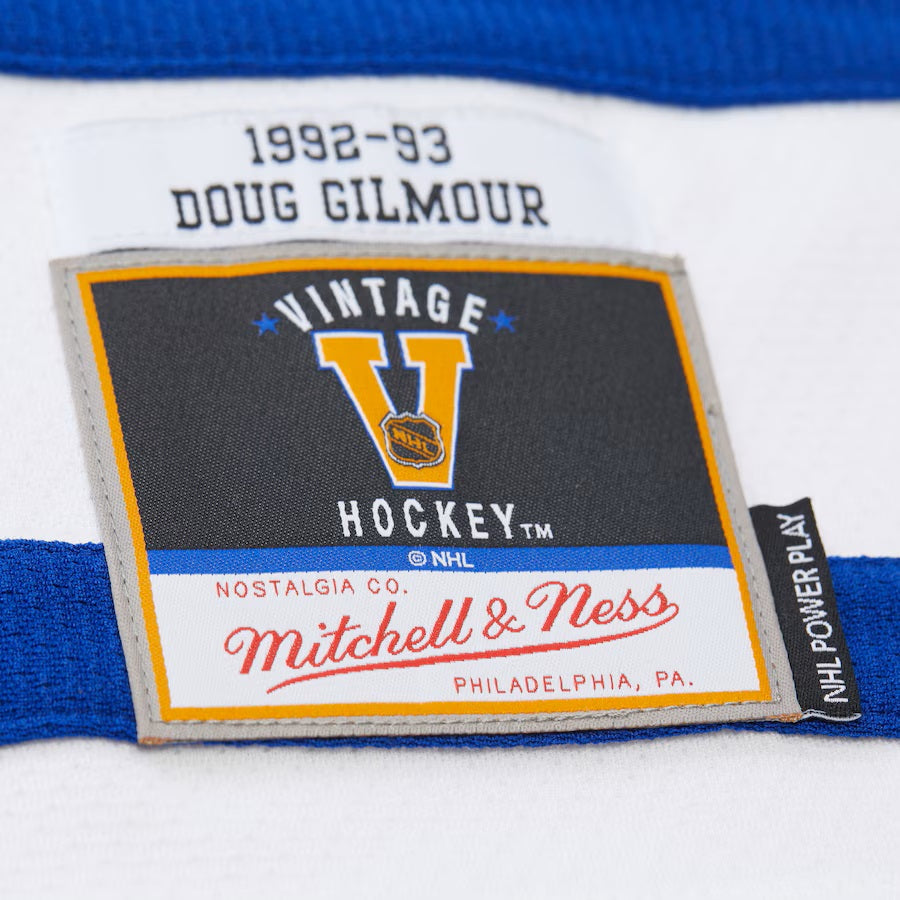 1992-93
DOUG GILMOUR
VINTAGE
V
NHL
HOCKEY™
© NHL
NOSTALGIA CO.
Mitchell & Ness
PHILADELPHIA, PA.
NHL POWER PLAY